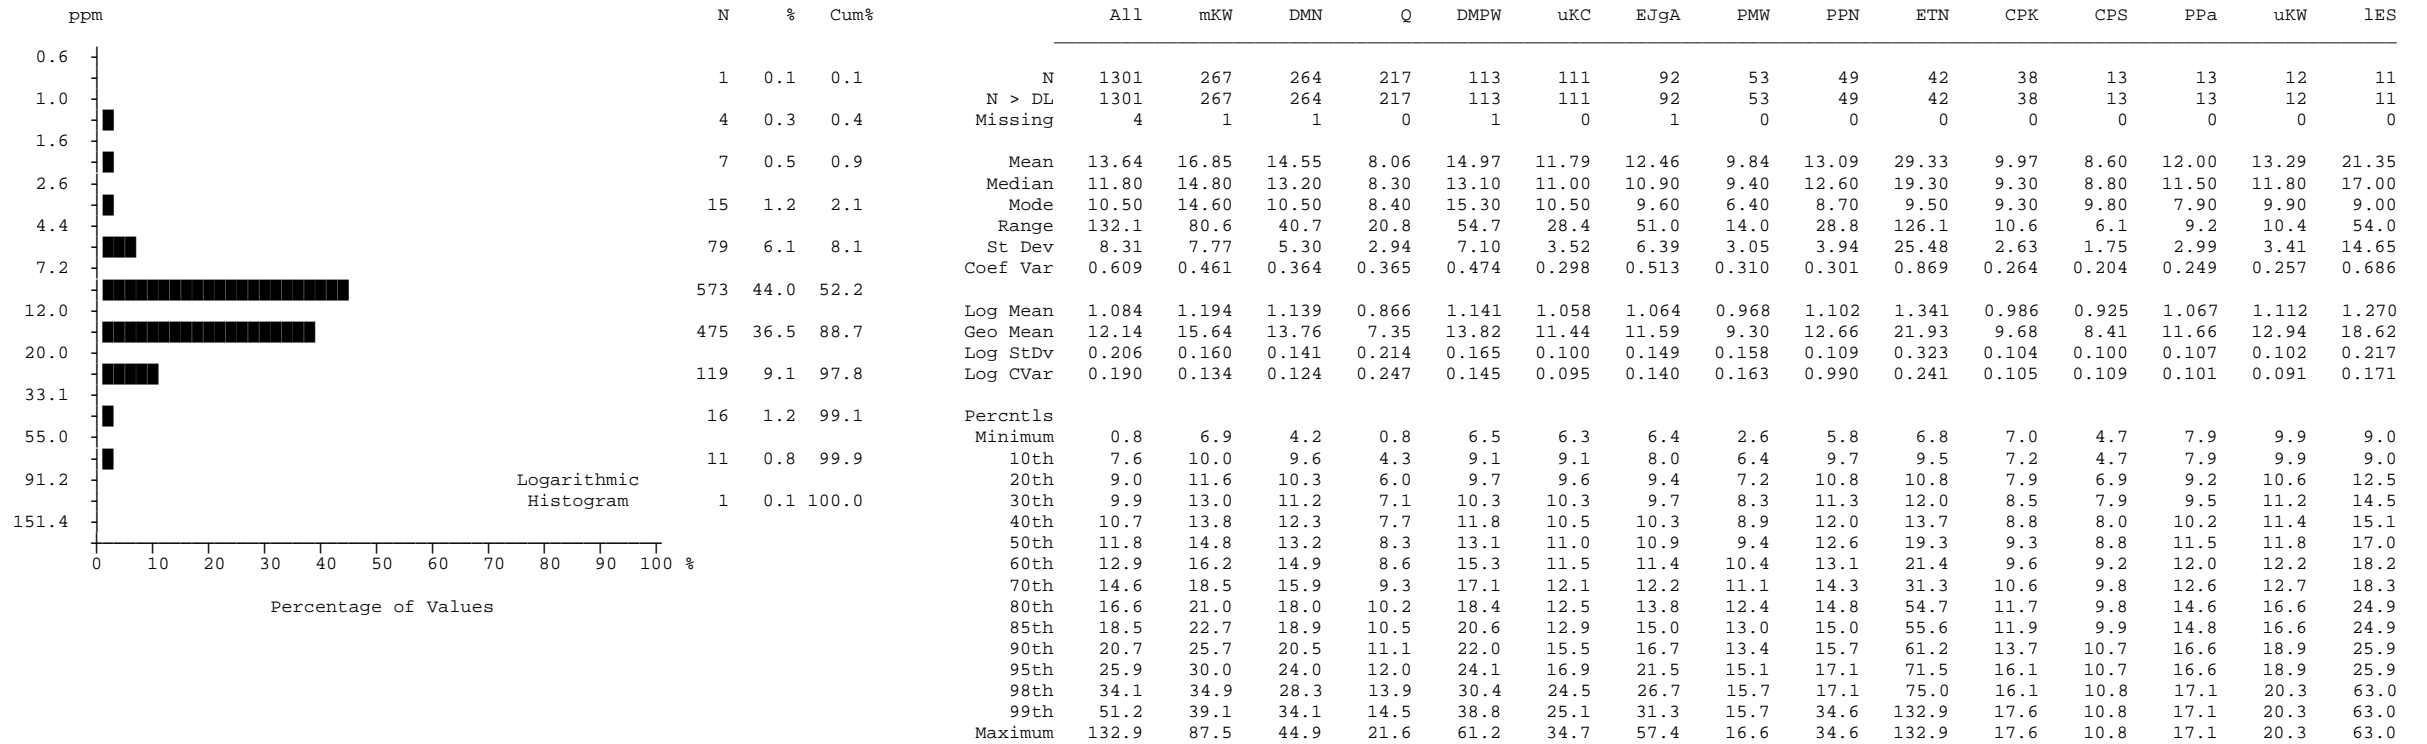 ppm N % Cum% All mKW DMN Q DMPW uKC EJgA PMW PPN ETN CPK CPS PPa uKW lES
0.6
1 0.1 0.1 N 1301 267 264 217 113 111 92 53 49 42 38 13 13 12 11
1.0 N > DL 1301 267 264 217 113 111 92 53 49 42 38 13 13 12 11
4 0.3 0.4 Missing 4 1 1 0 1 0 1 0 0 0 0 0 0 0 0
1.6
7 0.5 0.9 Mean 13.64 16.85 14.55 8.06 14.97 11.79 12.46 9.84 13.09 29.33 9.97 8.60 12.00 13.29 21.35
2.6 Median 11.80 14.80 13.20 8.30 13.10 11.00 10.90 9.40 12.60 19.30 9.30 8.80 11.50 11.80 17.00
15 1.2 2.1 Mode 10.50 14.60 10.50 8.40 15.30 10.50 9.60 6.40 8.70 9.50 9.30 9.80 7.90 9.90 9.00
4.4 Range 132.1 80.6 40.7 20.8 54.7 28.4 51.0 14.0 28.8 126.1 10.6 6.1 9.2 10.4 54.0
79 6.1 8.1 St Dev 8.31 7.77 5.30 2.94 7.10 3.52 6.39 3.05 3.94 25.48 2.63 1.75 2.99 3.41 14.65
7.2 Coef Var 0.609 0.461 0.364 0.365 0.474 0.298 0.513 0.310 0.301 0.869 0.264 0.204 0.249 0.257 0.686
573 44.0 52.2
12.0 Log Mean 1.084 1.194 1.139 0.866 1.141 1.058 1.064 0.968 1.102 1.341 0.986 0.925 1.067 1.112 1.270
475 36.5 88.7 Geo Mean 12.14 15.64 13.76 7.35 13.82 11.44 11.59 9.30 12.66 21.93 9.68 8.41 11.66 12.94 18.62
20.0 Log StDv 0.206 0.160 0.141 0.214 0.165 0.100 0.149 0.158 0.109 0.323 0.104 0.100 0.107 0.102 0.217
119 9.1 97.8 Log CVar 0.190 0.134 0.124 0.247 0.145 0.095 0.140 0.163 0.990 0.241 0.105 0.109 0.101 0.091 0.171
33.1
16 1.2 99.1 Percntls
55.0 Minimum 0.8 6.9 4.2 0.8 6.5 6.3 6.4 2.6 5.8 6.8 7.0 4.7 7.9 9.9 9.0
11 0.8 99.9 10th 7.6 10.0 9.6 4.3 9.1 9.1 8.0 6.4 9.7 9.5 7.2 4.7 7.9 9.9 9.0
91.2 Logarithmic 20th 9.0 11.6 10.3 6.0 9.7 9.6 9.4 7.2 10.8 10.8 7.9 6.9 9.2 10.6 12.5
Histogram 1 0.1 100.0 30th 9.9 13.0 11.2 7.1 10.3 10.3 9.7 8.3 11.3 12.0 8.5 7.9 9.5 11.2 14.5
151.4 40th 10.7 13.8 12.3 7.7 11.8 10.5 10.3 8.9 12.0 13.7 8.8 8.0 10.2 11.4 15.1
50th 11.8 14.8 13.2 8.3 13.1 11.0 10.9 9.4 12.6 19.3 9.3 8.8 11.5 11.8 17.0
0 10 20 30 40 50 60 70 80 90 100 % 60th 12.9 16.2 14.9 8.6 15.3 11.5 11.4 10.4 13.1 21.4 9.6 9.2 12.0 12.2 18.2
70th 14.6 18.5 15.9 9.3 17.1 12.1 12.2 11.1 14.3 31.3 10.6 9.8 12.6 12.7 18.3
Percentage of Values 80th 16.6 21.0 18.0 10.2 18.4 12.5 13.8 12.4 14.8 54.7 11.7 9.8 14.6 16.6 24.9
85th 18.5 22.7 18.9 10.5 20.6 12.9 15.0 13.0 15.0 55.6 11.9 9.9 14.8 16.6 24.9
90th 20.7 25.7 20.5 11.1 22.0 15.5 16.7 13.4 15.7 61.2 13.7 10.7 16.6 18.9 25.9
95th 25.9 30.0 24.0 12.0 24.1 16.9 21.5 15.1 17.1 71.5 16.1 10.7 16.6 18.9 25.9
98th 34.1 34.9 28.3 13.9 30.4 24.5 26.7 15.7 17.1 75.0 16.1 10.8 17.1 20.3 63.0
99th 51.2 39.1 34.1 14.5 38.8 25.1 31.3 15.7 34.6 132.9 17.6 10.8 17.1 20.3 63.0
Maximum 132.9 87.5 44.9 21.6 61.2 34.7 57.4 16.6 34.6 132.9 17.6 10.8 17.1 20.3 63.0